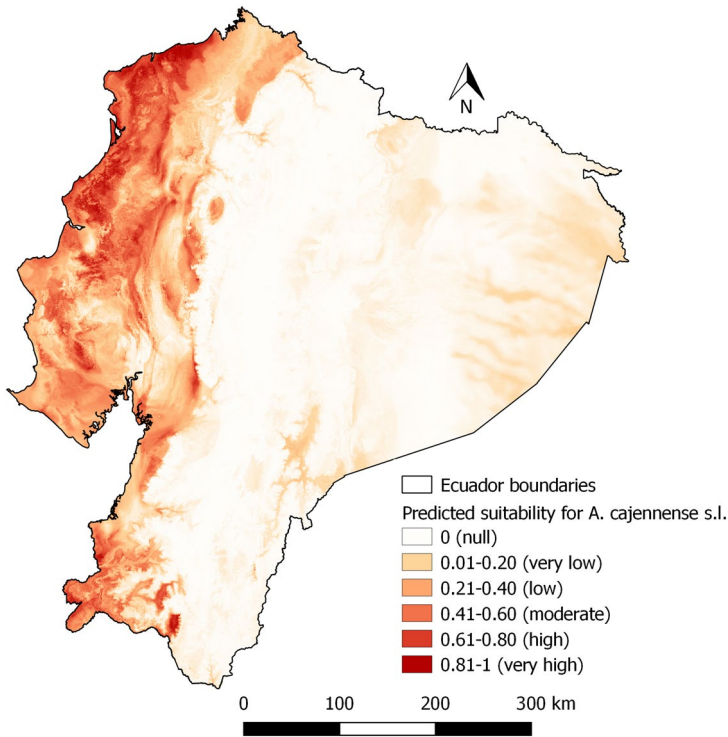 N
Ecuador boundaries
Predicted suitability for A. cajennense s.l.
0 (null)
0.01-0.20 (very low)
0.21-0.40 (low)
0.41-0.60 (moderate)
0.61-0.80 (high)
0.81-1 (very high)
0 100 200 300 km